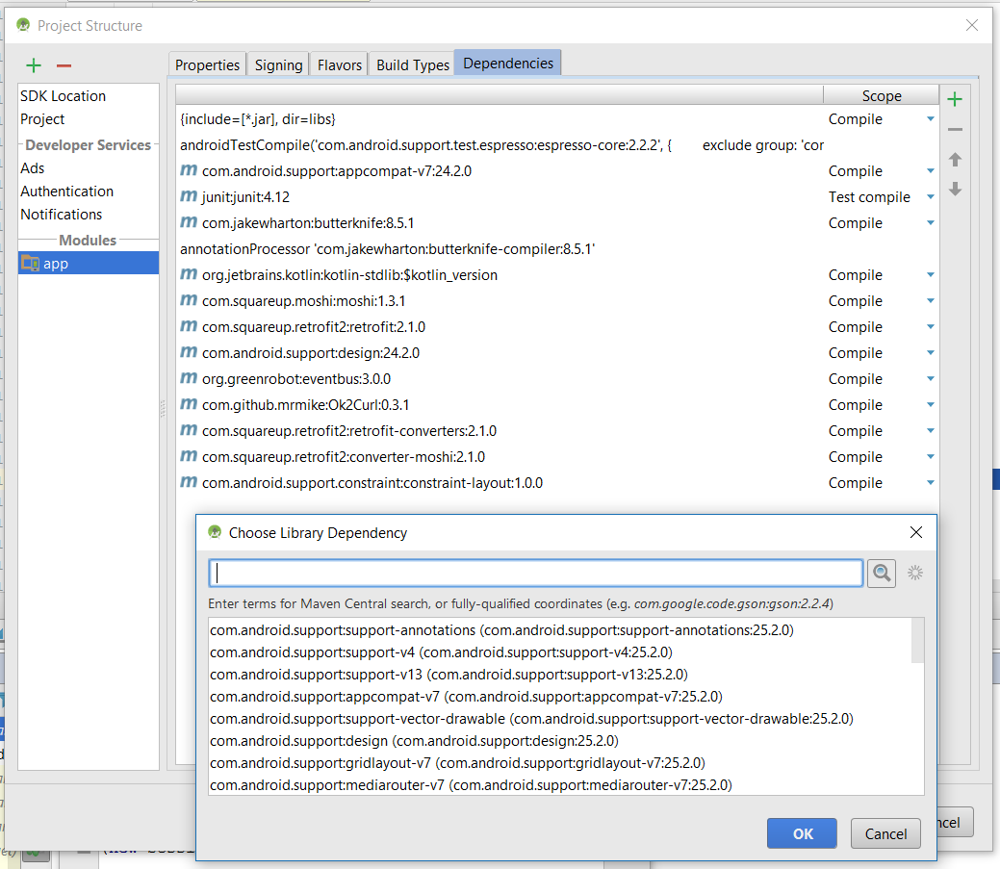 Project Structure
Properties Signing Flavors Build Types Dependencies
SDK Location
Project
Developer Services
Ads
Authentication
Notifications
Modules
app
Scope
{include=[*.jar], dir=libs} Compile
androidTestCompile('com.android.support.test.espresso:espresso-core:2.2.2', { exclude group: 'cor
m com.android.support:appcompat-v7:24.2.0 Compile
m junit:junit:4.12 Test compile
m com.jakewharton:butterknife:8.5.1 Compile
annotationProcessor 'com.jakewharton:butterknife-compiler:8.5.1'
m org.jetbrains.kotlin:kotlin-stdlib:$kotlin_version Compile
m com.squareup.moshi:moshi:1.3.1 Compile
m com.squareup.retrofit2:retrofit:2.1.0 Compile
m com.android.support:design:24.2.0 Compile
m org.greenrobot:eventbus:3.0.0 Compile
m com.github.mrmike:Ok2Curl:0.3.1 Compile
m com.squareup.retrofit2:retrofit-converters:2.1.0 Compile
m com.squareup.retrofit2:converter-moshi:2.1.0 Compile
m com.android.support.constraint:constraint-layout:1.0.0 Compile
Choose Library Dependency
Enter terms for Maven Central search, or fully-qualified coordinates (e.g. com.google.code.gson:gson:2.2.4)
com.android.support:support-annotations (com.android.support:support-annotations:25.2.0)
com.android.support:support-v4 (com.android.support:support-v4:25.2.0)
com.android.support:support-v13 (com.android.support:support-v13:25.2.0)
com.android.support:appcompat-v7 (com.android.support:appcompat-v7:25.2.0)
com.android.support:support-vector-drawable (com.android.support:support-vector-drawable:25.2.0)
com.android.support:design (com.android.support:design:25.2.0)
com.android.support:gridlayout-v7 (com.android.support:gridlayout-v7:25.2.0)
com.android.support:mediarouter-v7 (com.android.support:mediarouter-v7:25.2.0)
OK Cancel
ncel